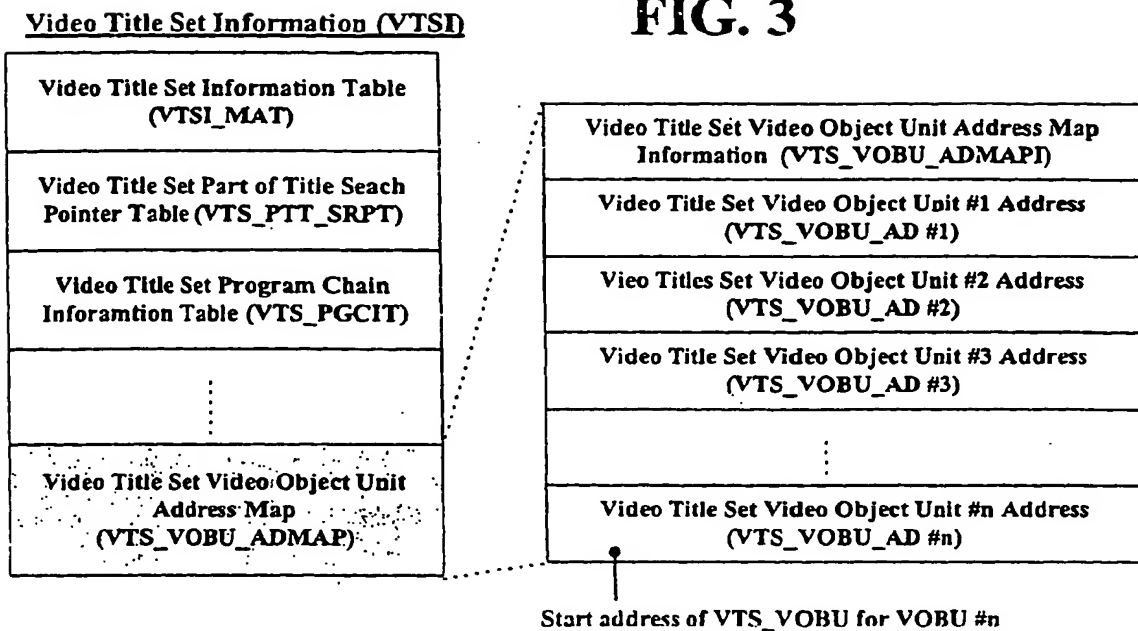 Video Title Set Information (VTSI)
FIG. 3
Video Title Set Information Table
(VTSI_MAT)
Video Title Set Part of Title Seach
Pointer Table (VTS_PTT_SRPT)
Video Title Set Program Chain
Inforamtion Table (VTS_PGCIT)
Video Title Set Video Object Unit
Address Map
(VTS_VOBU_ADMAP)
Video Title Set Video Object Unit Address Map
Information (VTS_VOBU_ADMAPI)
Video Title Set Video Object Unit #1 Address
(VTS_VOBU_AD #1)
Vieo Titles Set Video Object Unit #2 Address
(VTS_VOBU_AD #2)
Video Title Set Video Object Unit #3 Address
(VTS_VOBU_AD #3)
Video Title Set Video Object Unit #n Address
(VTS_VOBU_AD #n)
Start address of VTS_VOBU for VOBU #n